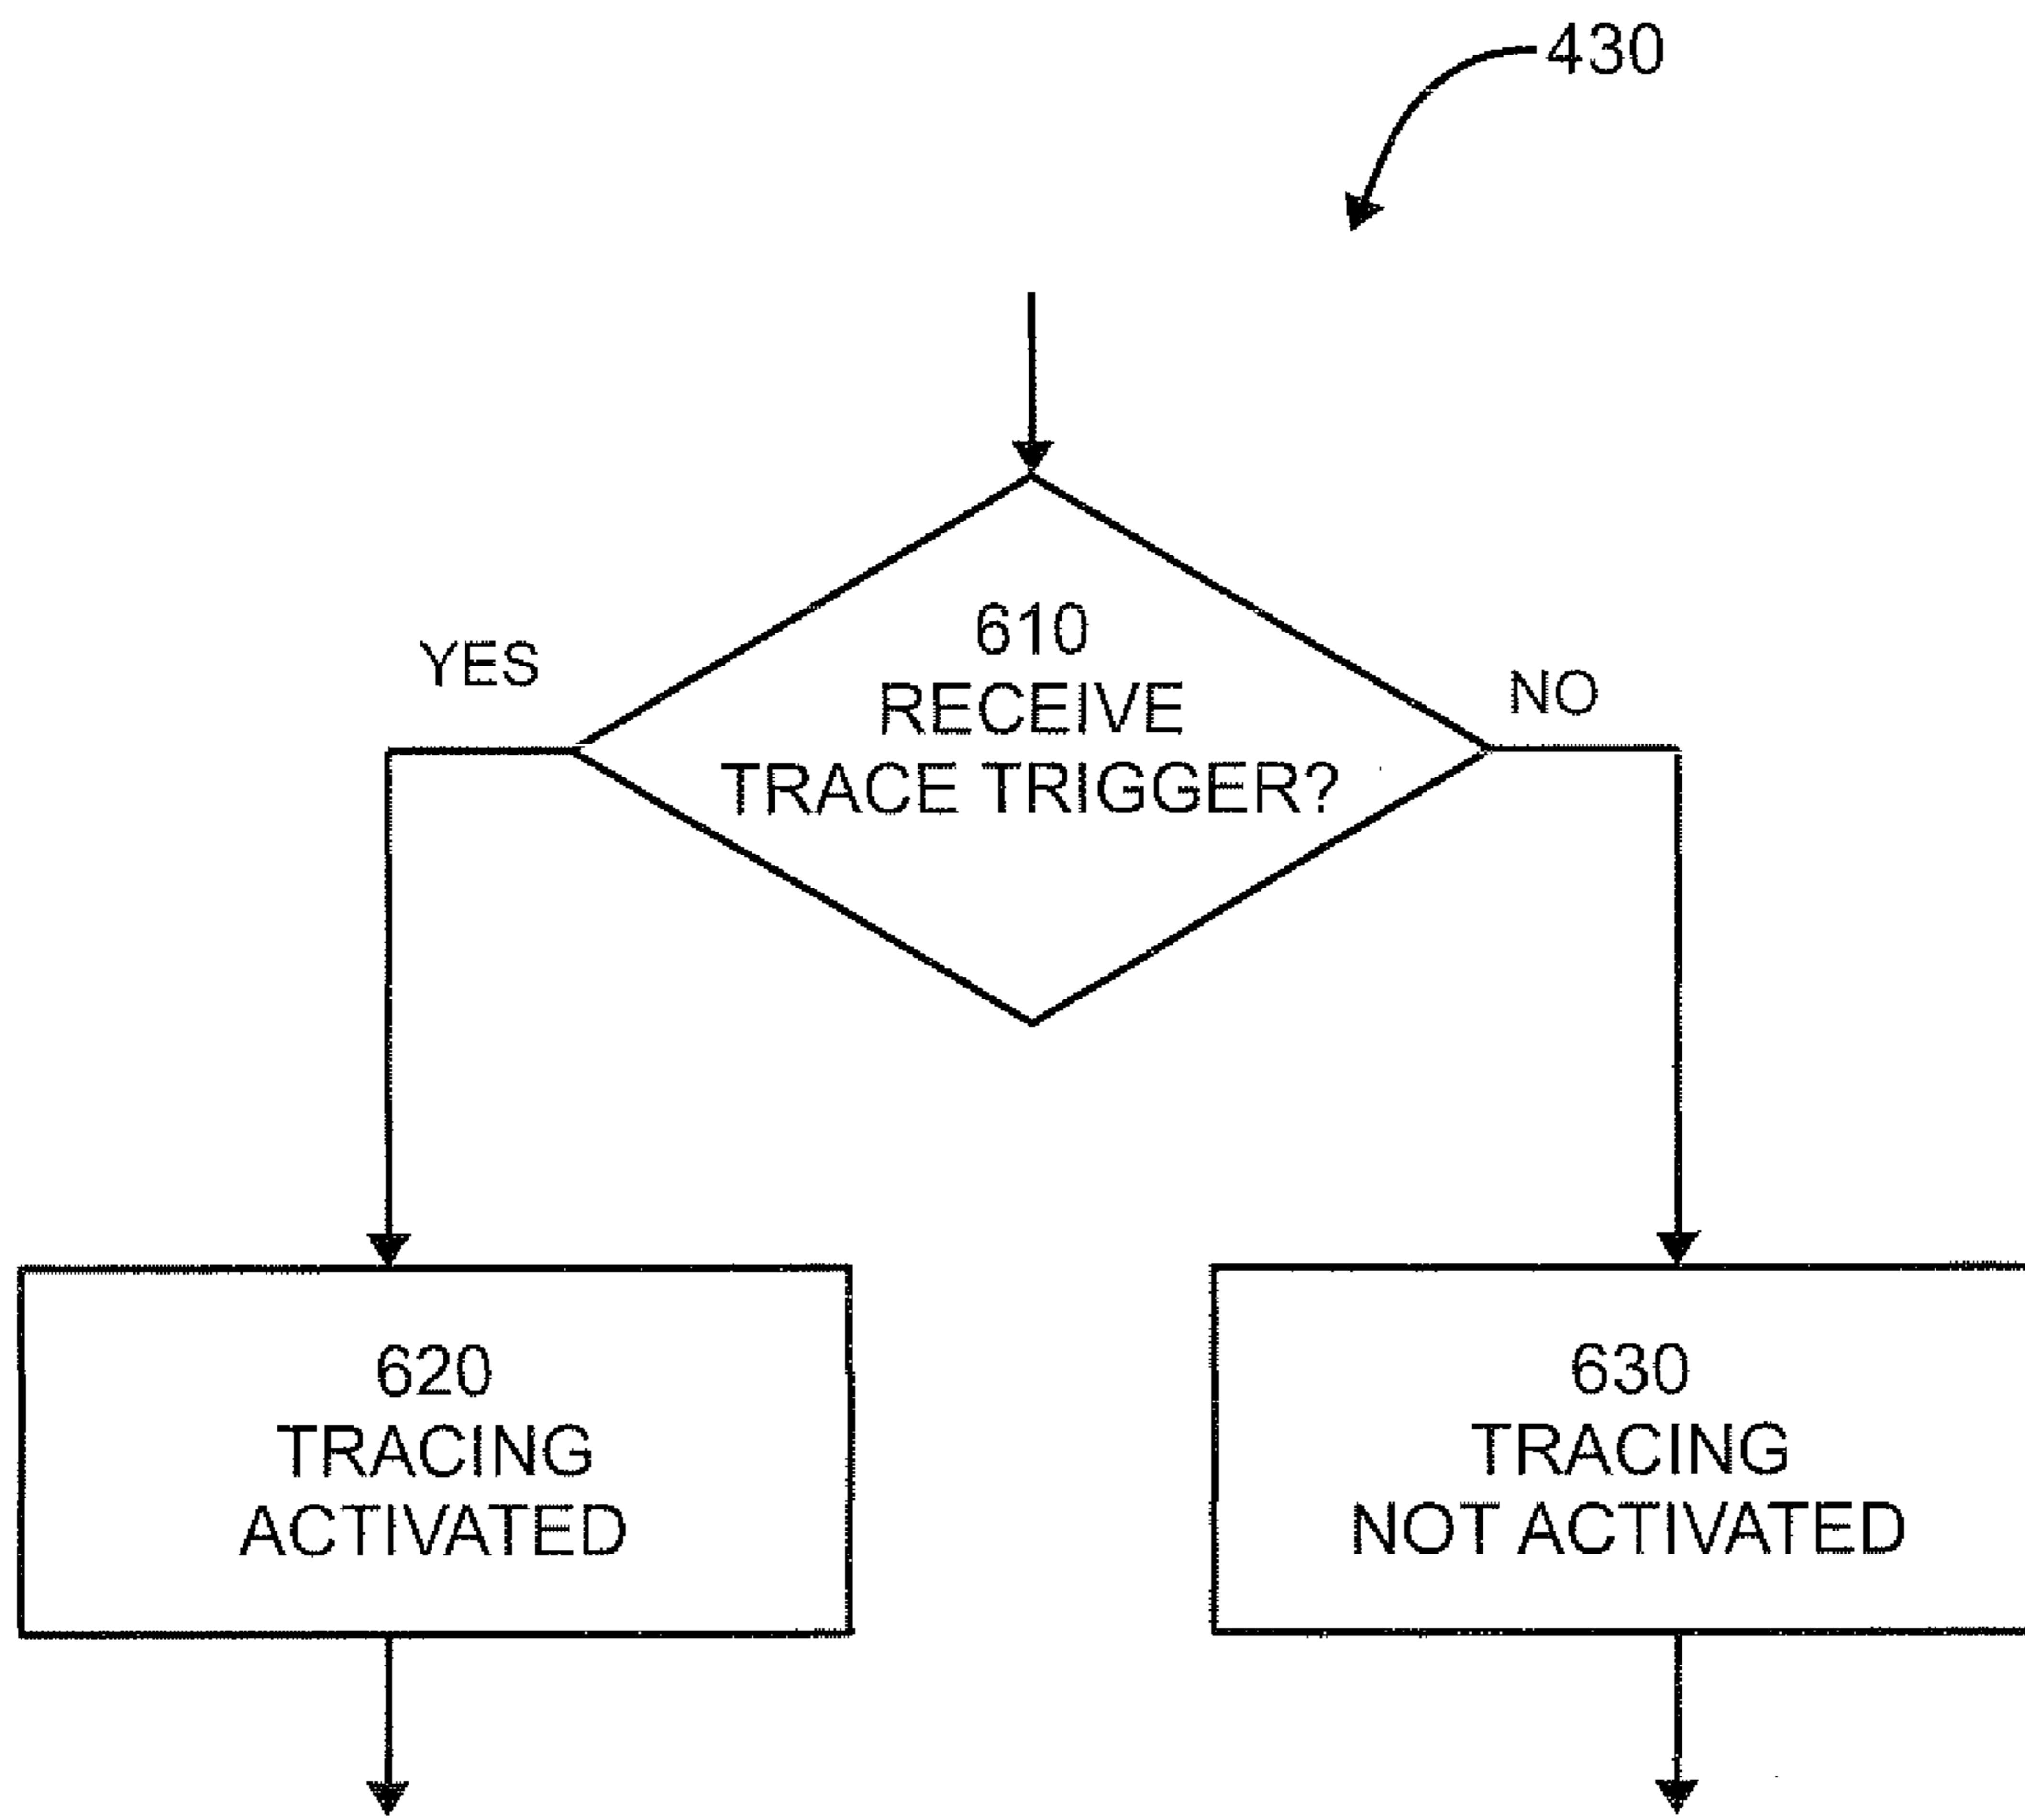 430
610
RECEIVE
TRACE TRIGGER?
YES
NO
620
TRACING
ACTIVATED
630
TRACING
NOT ACTIVATED